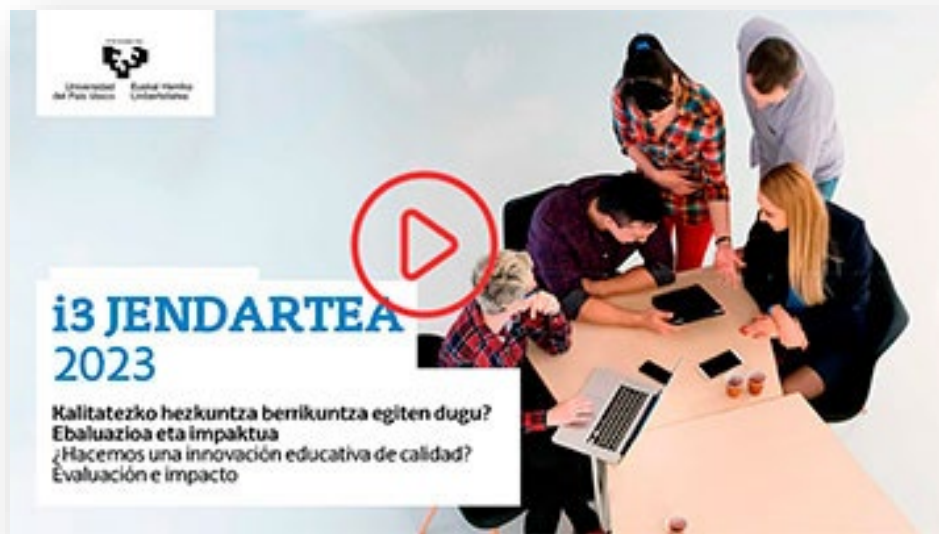 Universidad
del País Vasco
Euskal Herriko
Unibertsitatea
i3 JENDARTEA
2023
Kalitatezko hezkuntza berrikuntza egiten dugu?
Ebaluazioa eta impaktua
¿Hacemos una innovación educativa de calidad?
Evaluación e impacto